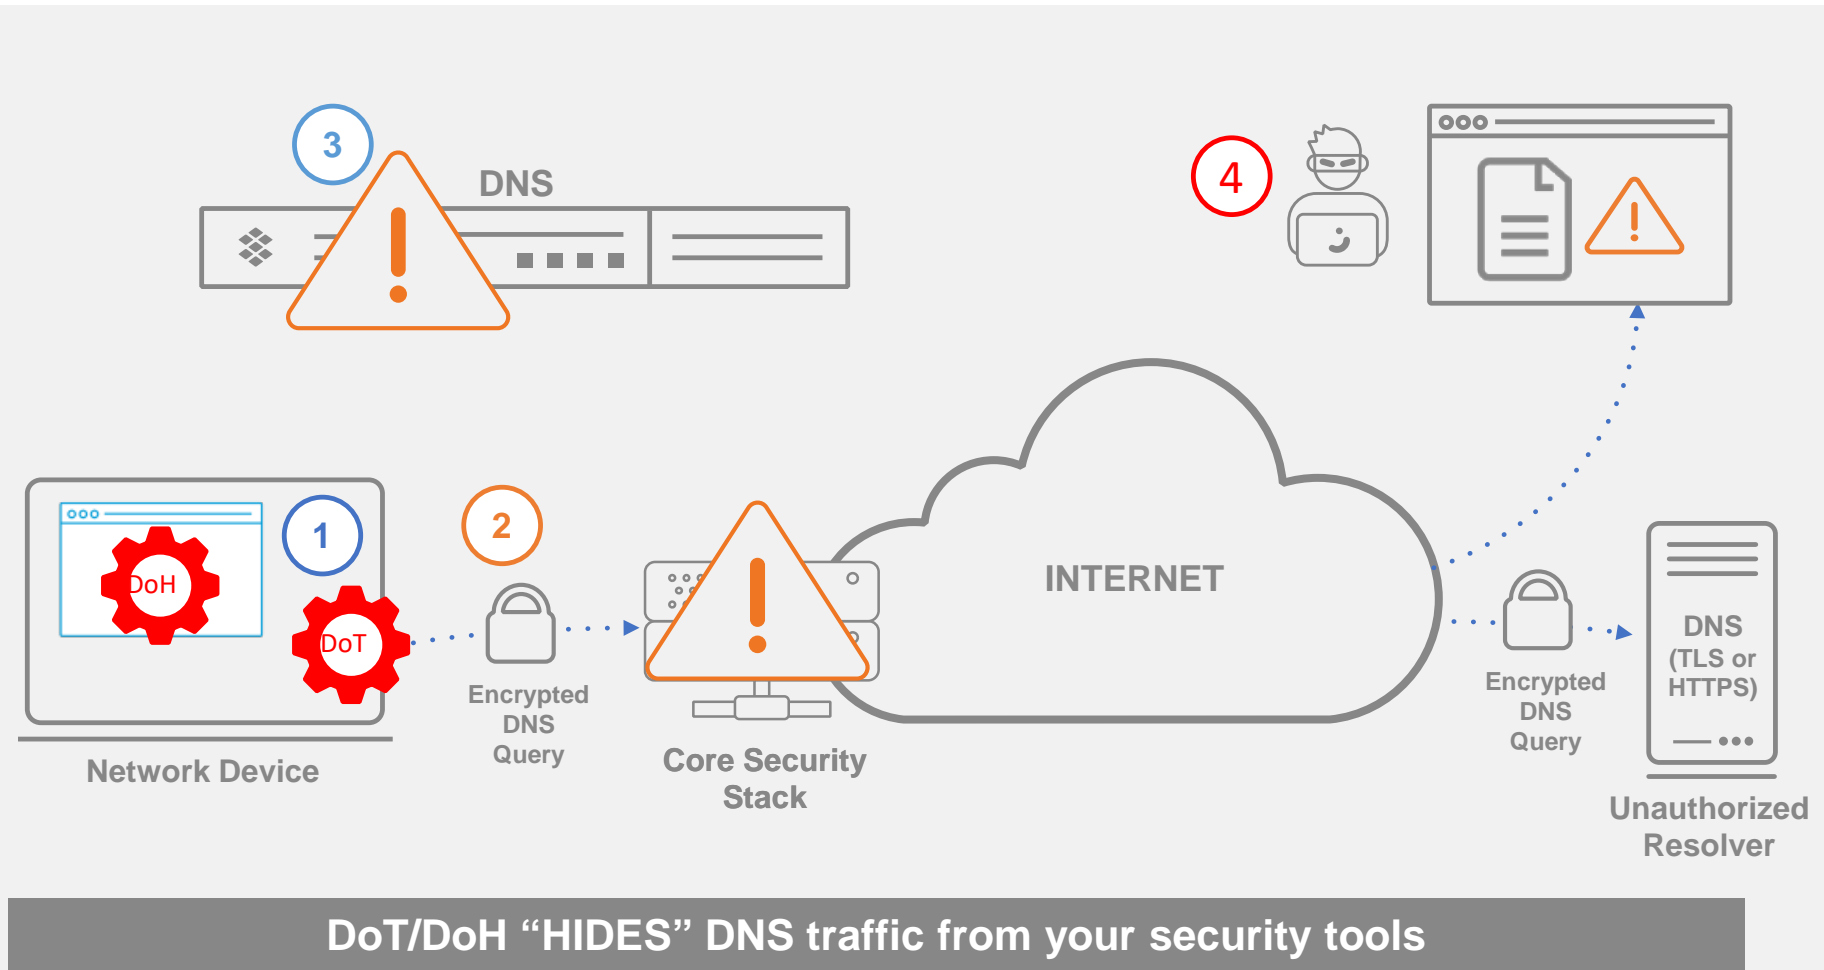 3
DNS
4
1
DoH
DoT
2
Encrypted
DNS
Query
Network Device
Core Security
Stack
INTERNET
Encrypted
DNS
Query
DNS
(TLS or
HTTPS)
Unauthorized
Resolver
DoT/DoH “HIDES” DNS traffic from your security tools